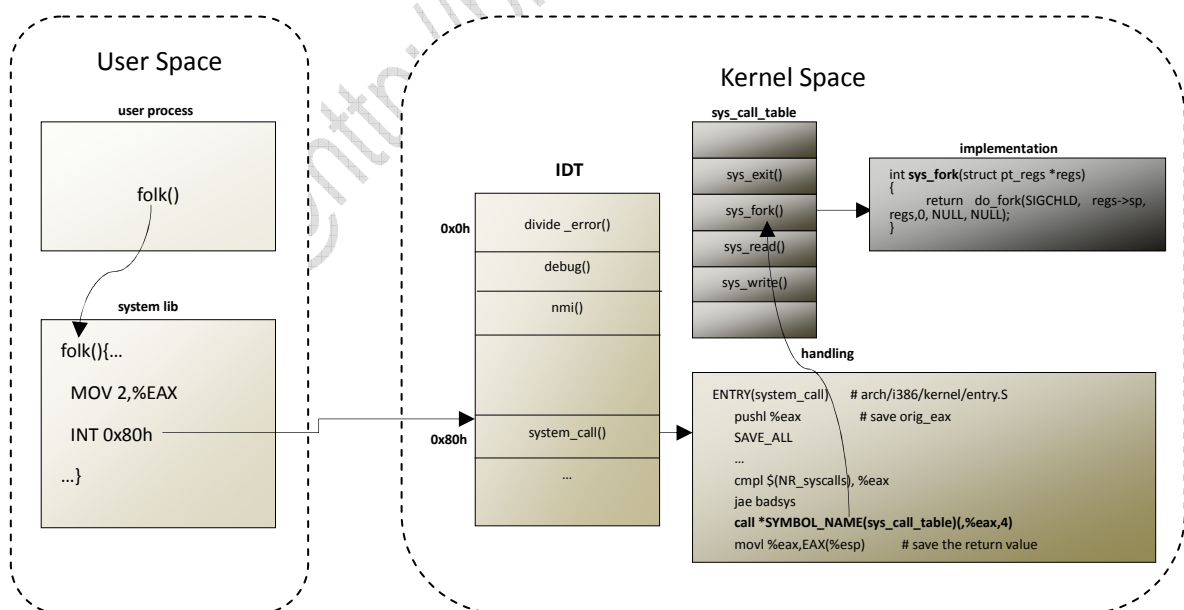 User Space
user process
folk()
system lib
folk(){...
MOV 2,%EAX
INT 0x80h
...}
Kernel Space
IDT
0x0h
divide _error()
debug()
nmi()
0x80h
system_call()
...
sys_call_table
sys_exit()
sys_fork()
sys_read()
sys_write()
implementation
int sys_fork(struct pt_regs *regs)
{
return do_fork(SIGCHLD, regs->sp,
regs,0, NULL, NULL);
}
handling
ENTRY(system_call) # arch/i386/kernel/entry.S
pushl %eax # save orig_eax
SAVE_ALL
...
cmpl $(NR_syscalls), %eax
jae badsys
call *SYMBOL_NAME(sys_call_table)(,%eax,4)
movl %eax,EAX(%esp) # save the return value